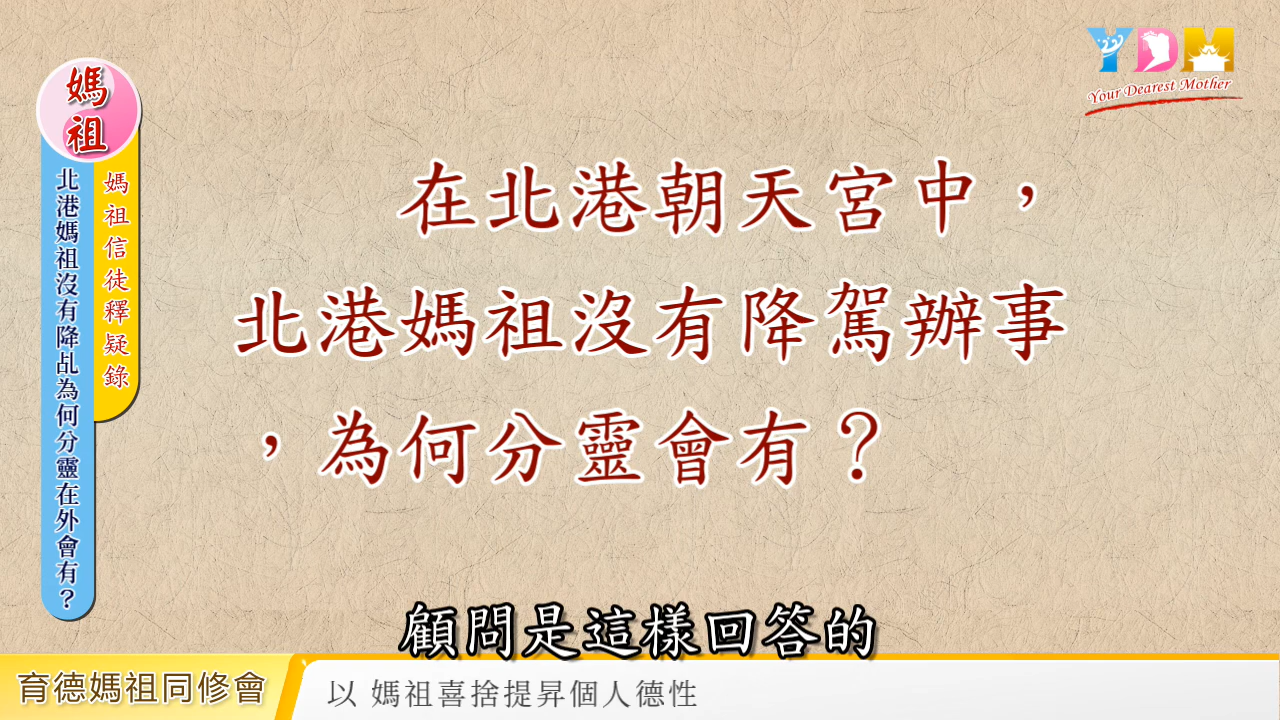 YDM
Your Dearest Mother
媽祖
媽祖信徒釋疑錄
北港媽祖沒有降乩為何分靈在外會有？
在北港朝天宮中，
北港媽祖沒有降駕辦事
，為何分靈會有？
顧問是這樣回答的
育德媽祖同修會
以 媽祖喜捨提昇個人德性